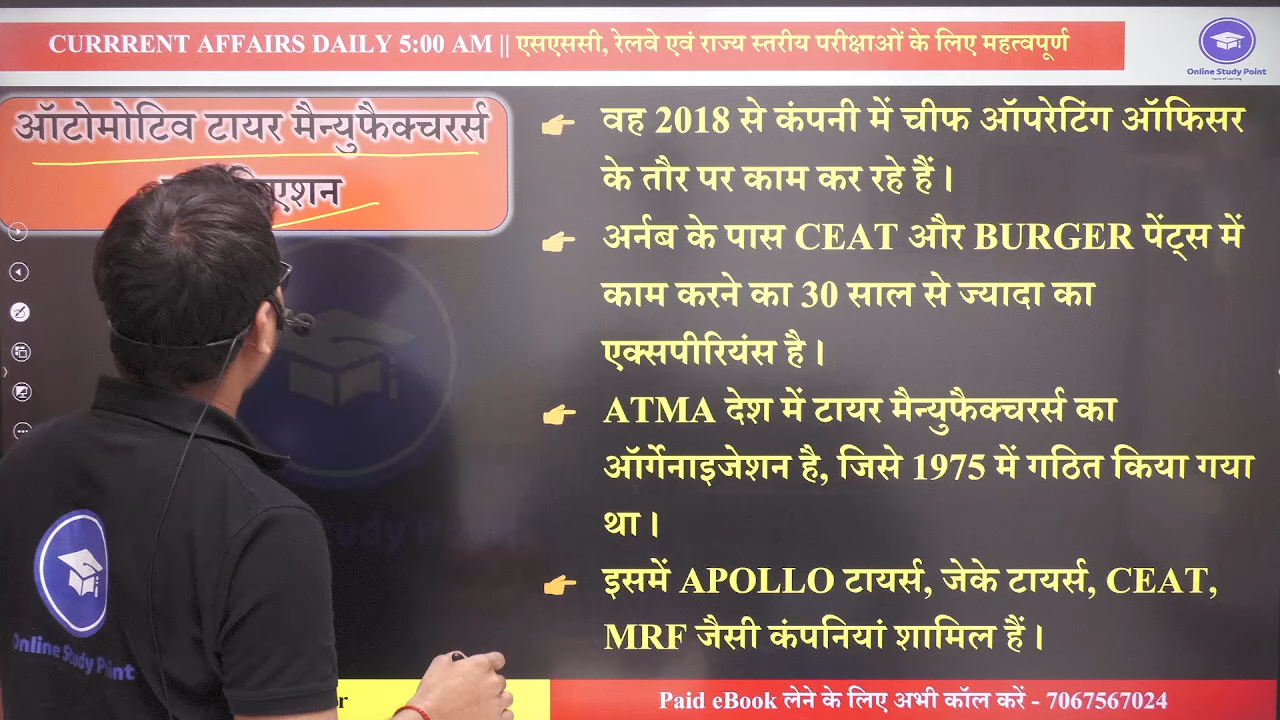 CURRRENT AFFAIRS DAILY 5:00 AM || एसएससी, रेलवे एवं राज्य स्तरीय परीक्षाओं के लिए महत्वपूर्ण
Online Study Point
ऑटोमोटिव टायर मैन्युफैक्चरर्स
वह 2018 से कंपनी में चीफ ऑपरेटिंग ऑफिसर
के तौर पर काम कर रहे हैं।
अर्नब के पास CEAT और BURGER पेंट्स में
काम करने का 30 साल से ज्यादा का
एक्सपीरियंस है।
ATMA देश में टायर मैन्युफैक्चरर्स का
ऑर्गेनाइजेशन है, जिसे 1975 में गठित किया गया
था।
इसमें APOLLO टायर्स, जेके टायर्स, CEAT,
MRF जैसी कंपनियां शामिल हैं।
Online Study Point
Paid eBook लेने के लिए अभी कॉल करें - 7067567024